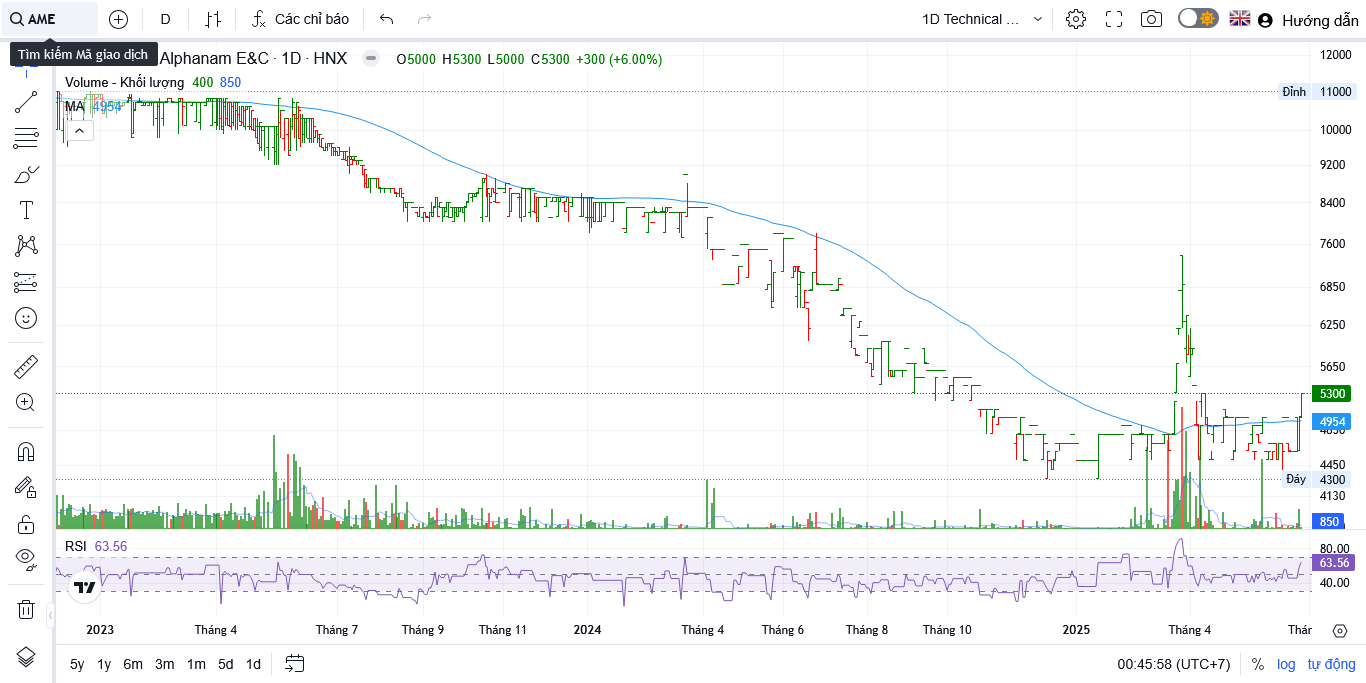 AME D Các chỉ báo 1D Technical ... Hướng dẫn
Tìm kiếm Mã giao dịch Alphanam E&C · 1D · HNX O5000 H5300 L5000 C5300 +300 (+6.00%)
Volume - Khối lượng 400 850
MA 4954
12000
Đỉnh 11000
10000
9200
8400
7600
6850
6250
5650
5300
4954
4850
4450
Đáy 4300
4130
850
RSI 63.56
80.00
63.56
40.00
2023 Tháng 4 Tháng 7 Tháng 9 Tháng 11 2024 Tháng 4 Tháng 6 Tháng 8 Tháng 10 2025 Tháng 4 Thár
5y 1y 6m 3m 1m 5d 1d 00:45:58 (UTC+7) % log tự động